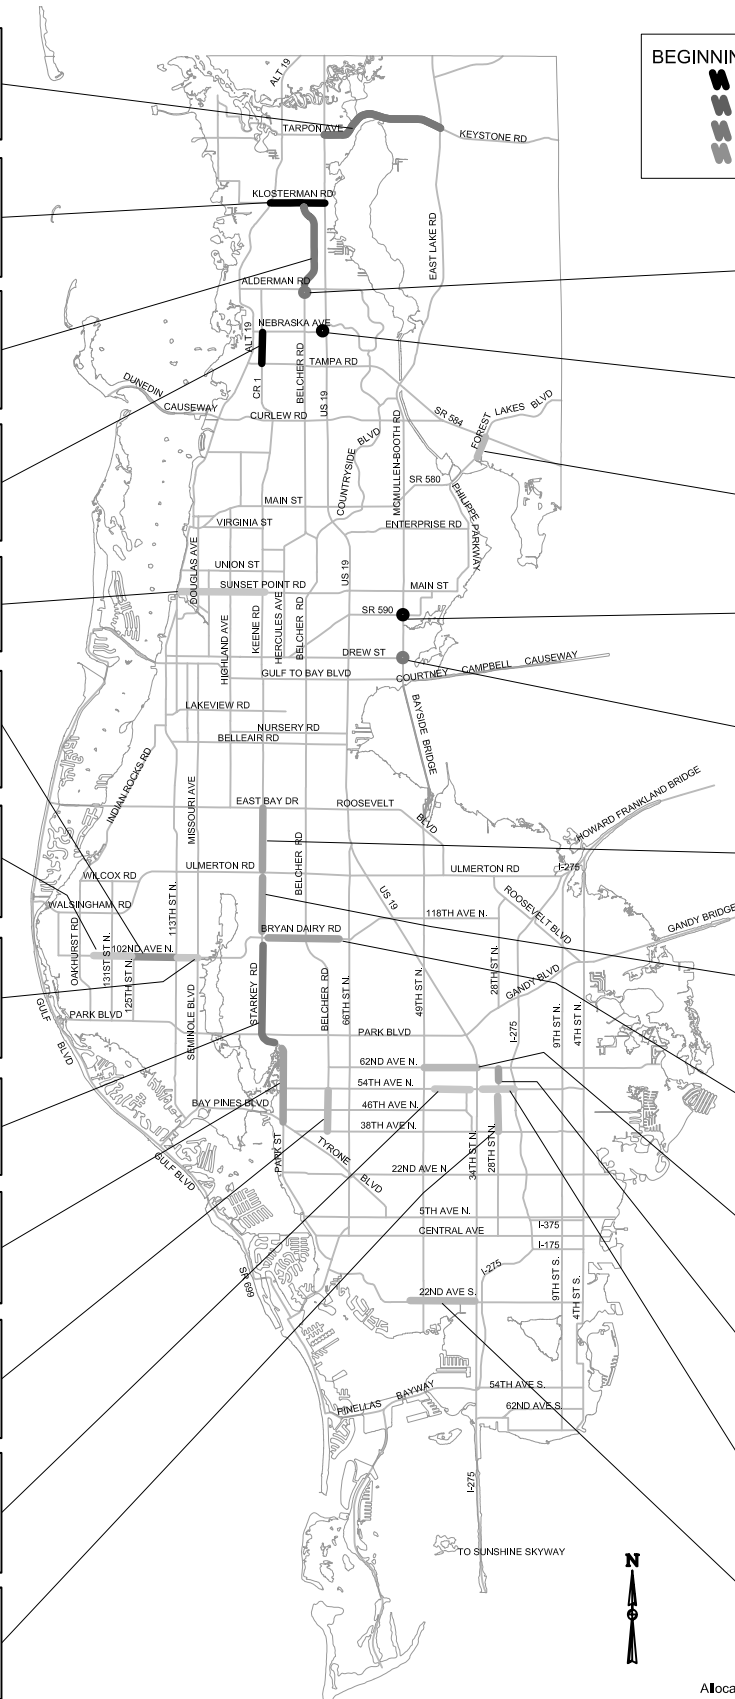 BEGINNIN
ALT 19
TARPON AVE
KEYSTONE RD
KLOSTERMAN RD
EAST LAKE RD
ALDERMAN RD
NEBRASKA AVE
ALT 19
BELCHER RD
TAMPA RD
CR 1
US 19
DUNEDIN
CAUSEWAY
CURLEW RD
SR 584
FOREST
LAKES
BLVD
COUNTRYSIDE
BLVD
MCMULLEN-BOOTH RD
SR 580
PHILIPPE PARKWAY
MAIN ST
VIRGINIA ST
ENTERPRISE RD
DOUGLAS AVE
UNION ST
SUNSET POINT RD
US 19
MAIN ST
SR 590
HIGHLAND AVE
KEENE RD
HERCULES AVE
BELCHER RD
DREW ST
GULF TO BAY BLVD
COURTNEY
CAMPBELL
CAUSEWAY
LAKEVIEW RD
NURSERY RD
BELLEAIR RD
BAYSIDE BRIDGE
INDIAN ROCKS RD
MISSOURI AVE
EAST BAY DR
ROOSEVELT
BLVD
HOWARD FRANKLAND BRIDGE
BELCHER RD
ULMERTON RD
ULMERTON RD
I-275
WILCOX RD
WALSINGHAM RD
113TH ST N.
US 19
ROOSEVELT BLVD
118TH AVE N.
GANDY BRIDGE
BRYAN DAIRY RD
OAKHURST RD
131ST ST N.
102ND AVE N.
125TH ST N.
STARKEY RD
BELCHER RD
66TH ST N.
49TH ST N.
28TH ST N.
GANDY BLVD
GULF
BLVD
PARK BLVD
SEMINOLE BLVD
PARK BLVD
I-275
9TH ST N.
4TH ST N.
62ND AVE N.
54TH AVE N.
BAY PINES BLVD
46TH AVE N.
38TH AVE N.
GULF BLVD
PARK ST
TYRONE
BLVD
34TH ST N.
28TH ST N.
22ND AVE N.
5TH AVE N.
CENTRAL AVE
I-375
I-175
SR 699
I-275
9TH ST S.
4TH ST S.
22ND AVE S.
54TH AVE S.
PINELLAS
BAYWAY
62ND AVE S.
I-275
TO SUNSHINE SKYWAY
N
Alloca